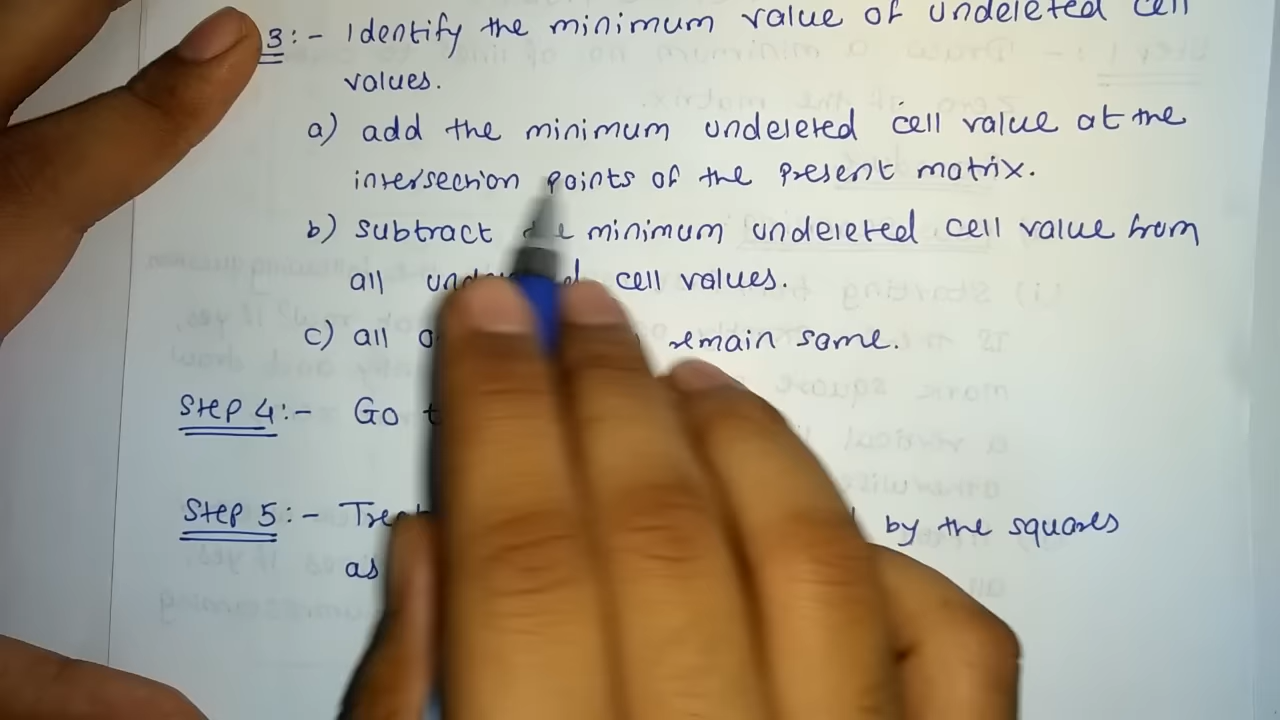 3:- Identify the minimum value of undeleted cell
values.
a) add the minimum undeleted cell value at the
intersection points of the present matrix.
b) subtract the minimum undeleted cell value from
all cell values.
c) all remain same.
Step 4:- Go
Step 5:- by the squares
as